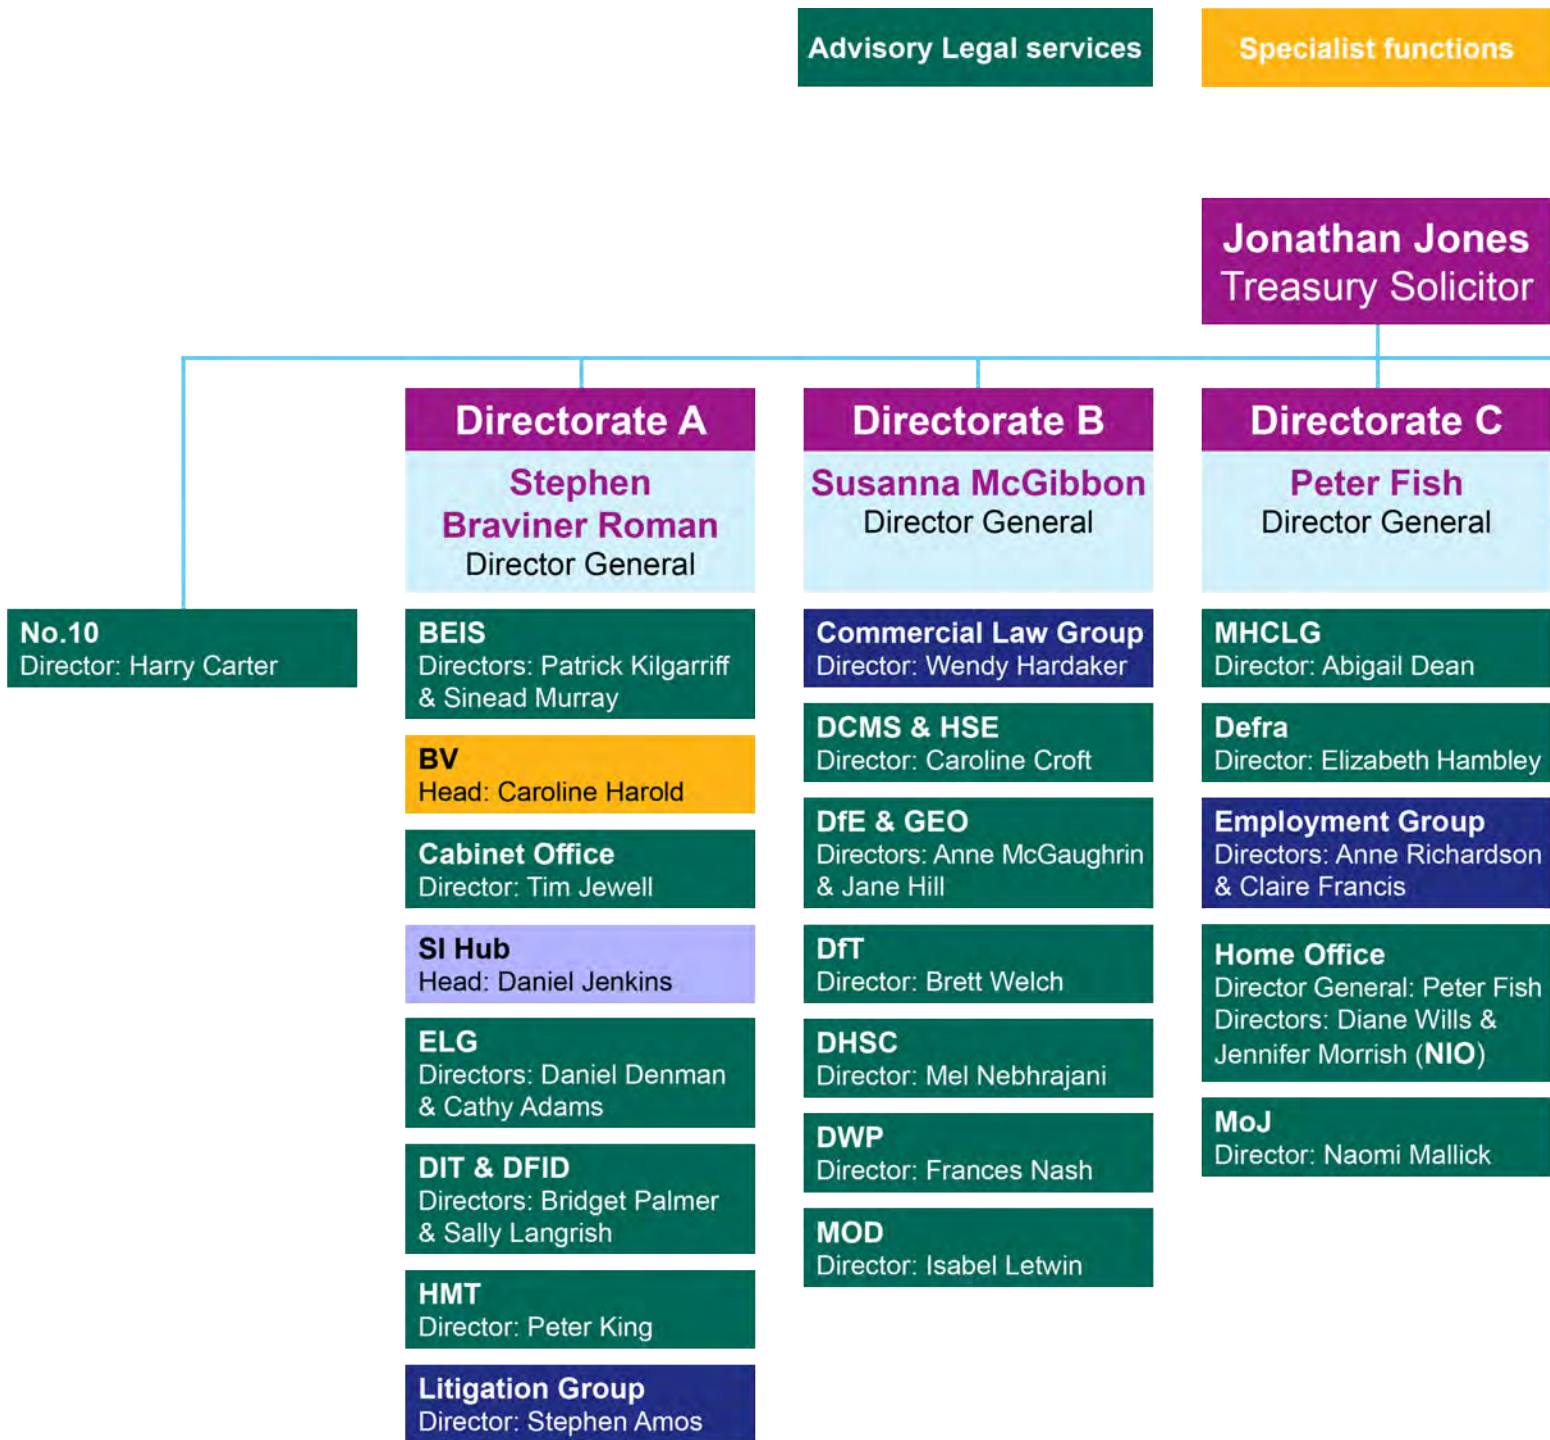 Advisory Legal services
Specialist functions
Jonathan Jones
Treasury Solicitor
Directorate A
Stephen
Braviner Roman
Director General
Directorate B
Susanna McGibbon
Director General
Directorate C
Peter Fish
Director General
No.10
Director: Harry Carter
BEIS
Directors: Patrick Kilgarriff
& Sinead Murray
BV
Head: Caroline Harold
Cabinet Office
Director: Tim Jewell
SI Hub
Head: Daniel Jenkins
ELG
Directors: Daniel Denman
& Cathy Adams
DIT & DFID
Directors: Bridget Palmer
& Sally Langrish
HMT
Director: Peter King
Litigation Group
Director: Stephen Amos
Commercial Law Group
Director: Wendy Hardaker
DCMS & HSE
Director: Caroline Croft
DfE & GEO
Directors: Anne McGaughrin
& Jane Hill
DfT
Director: Brett Welch
DHSC
Director: Mel Nebhrajani
DWP
Director: Frances Nash
MOD
Director: Isabel Letwin
MHCLG
Director: Abigail Dean
Defra
Director: Elizabeth Hambley
Employment Group
Directors: Anne Richardson
& Claire Francis
Home Office
Director General: Peter Fish
Directors: Diane Wills &
Jennifer Morrish (NIO)
MoJ
Director: Naomi Mallick